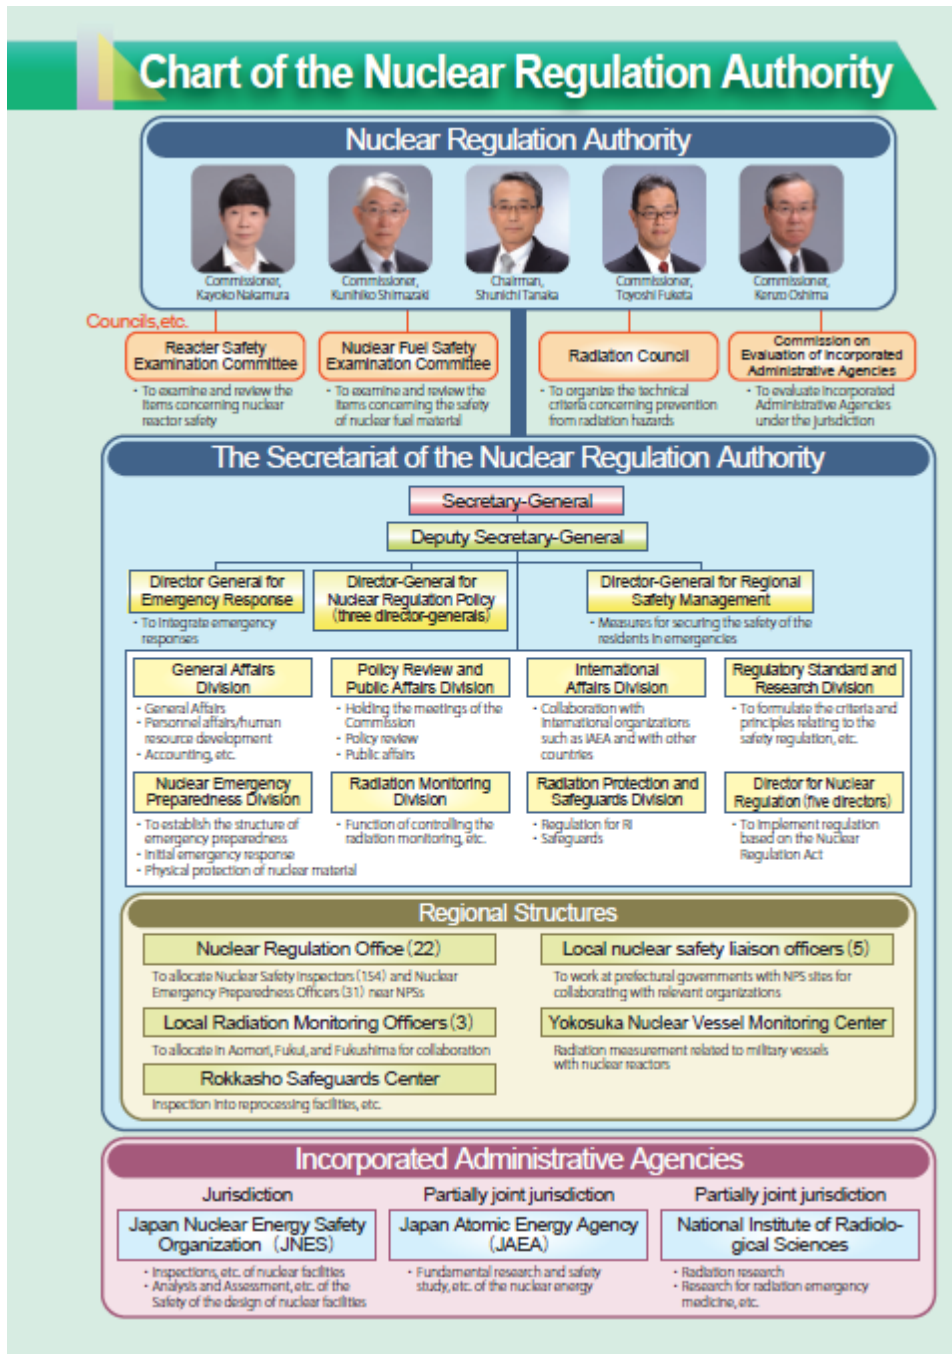 Chart of the Nuclear Regulation Authority
Nuclear Regulation Authority
Commissioner,
Kayoko Nakamura
Commissioner,
Kunihiko Shimazaki
Chairman,
Shunichi Tanaka
Commissioner,
Toyoshi Fuketa
Commissioner,
Kenzo Oshima
Councils,etc.
Reacter Safety
Examination Committee
• To examine and review the
items concerning nuclear
reactor safety
Nuclear Fuel Safety
Examination Committee
• To examine and review the
items concerning the safety
of nuclear fuel material
Radiation Council
• To organize the technical
criteria concerning prevention
from radiation hazards
Commission on
Evaluation of Incorporated
Administrative Agencies
• To evaluate Incorporated
Administrative Agencies
under the jurisdiction
The Secretariat of the Nuclear Regulation Authority
Secretary-General
Deputy Secretary-General
Director General for
Emergency Response
• To integrate emergency
responses
Director-General for
Nuclear Regulation Policy
(three director-generals)
Director-General for Regional
Safety Management
• Measures for securing the safety of the
residents in emergencies
General Affairs
Division
• General Affairs
• Personnel affairs/human
resource development
• Accounting, etc.
Policy Review and
Public Affairs Division
• Holding the meetings of the
Commission
• Policy review
• Public affairs
International
Affairs Division
• Collaboration with
international organizations
such as IAEA and with other
countries
Regulatory Standard and
Research Division
• To formulate the criteria and
principles relating to the
safety regulation, etc.
Nuclear Emergency
Preparedness Division
• To establish the structure of
emergency preparedness
• Initial emergency response
• Physical protection of nuclear material
Radiation Monitoring
Division
• Function of controlling the
radiation monitoring, etc.
Radiation Protection and
Safeguards Division
• Regulation for RI
• Safeguards
Director for Nuclear
Regulation (five directors)
• To implement regulation
based on the Nuclear
Regulation Act
Regional Structures
Nuclear Regulation Office (22)
To allocate Nuclear Safety Inspectors (154) and Nuclear
Emergency Preparedness Officers (31) near NPSs
Local Radiation Monitoring Officers (3)
To allocate in Aomori, Fukui, and Fukushima for collaboration
Rokkasho Safeguards Center
Inspection into reprocessing facilities, etc.
Local nuclear safety liaison officers (5)
To work at prefectural governments with NPS sites for
collaborating with relevant organizations
Yokosuka Nuclear Vessel Monitoring Center
Radiation measurement related to military vessels
with nuclear reactors
Incorporated Administrative Agencies
Jurisdiction
Japan Nuclear Energy Safety
Organization (JNES)
• Inspections, etc. of nuclear facilities
• Analysis and Assessment, etc. of the
Safety of the design of nuclear facilities
Partially joint jurisdiction
Japan Atomic Energy Agency
(JAEA)
• Fundamental research and safety
study, etc. of the nuclear energy
Partially joint jurisdiction
National Institute of Radiolo-
gical Sciences
• Radiation research
• Research for radiation emergency
medicine, etc.